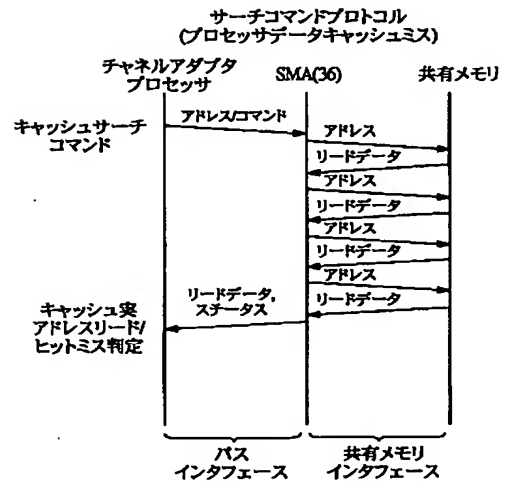 サーチコマンドプロトコル
(プロセッサデータキャッシュミス)
チャネルアダプタ
プロセッサ
SMA(36)
共有メモリ
キャッシュサーチ
コマンド
アドレス/コマンド
アドレス
リードデータ
アドレス
リードデータ
アドレス
リードデータ
アドレス
リードデータ
リードデータ,
スチータス
キャッシュ実
アドレスリード/
ヒットミス判定
パス
インタフェース
共有メモリ
インタフェース